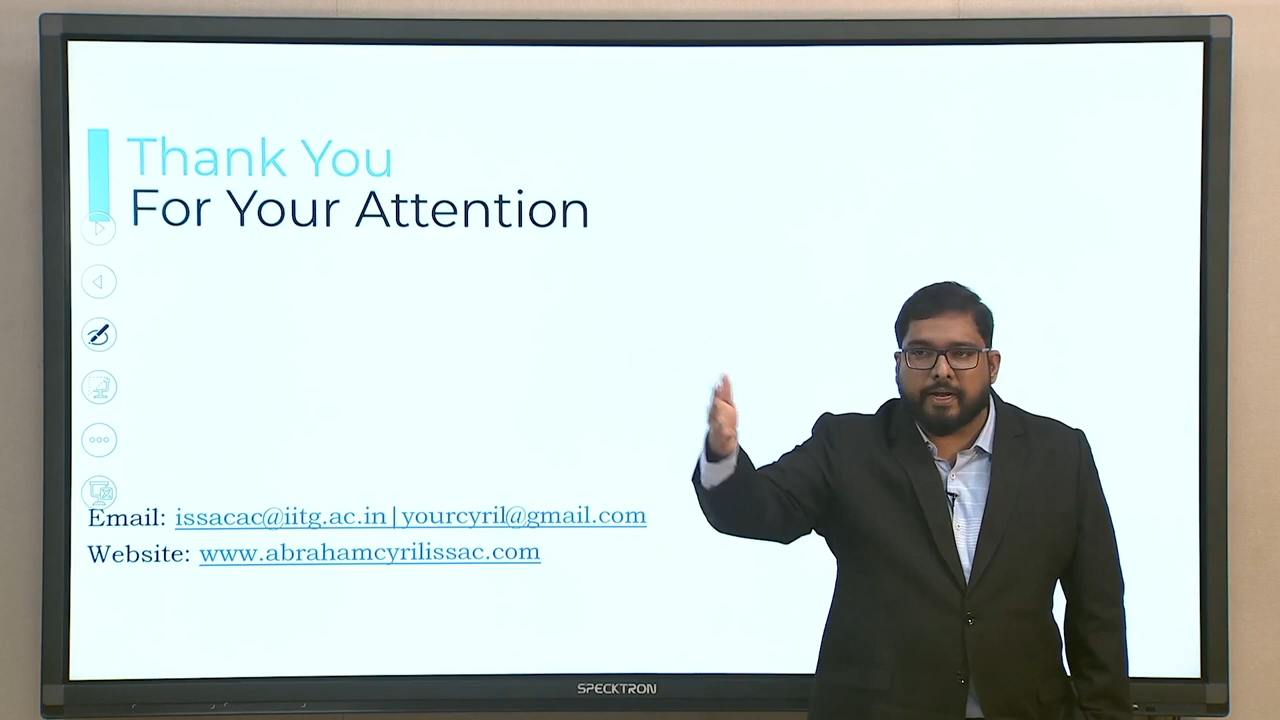 Thank You
For Your Attention
Email: issacac@iitg.ac.in|yourcyril@gmail.com
Website: www.abrahamcyrilissac.com
SPECKTRON